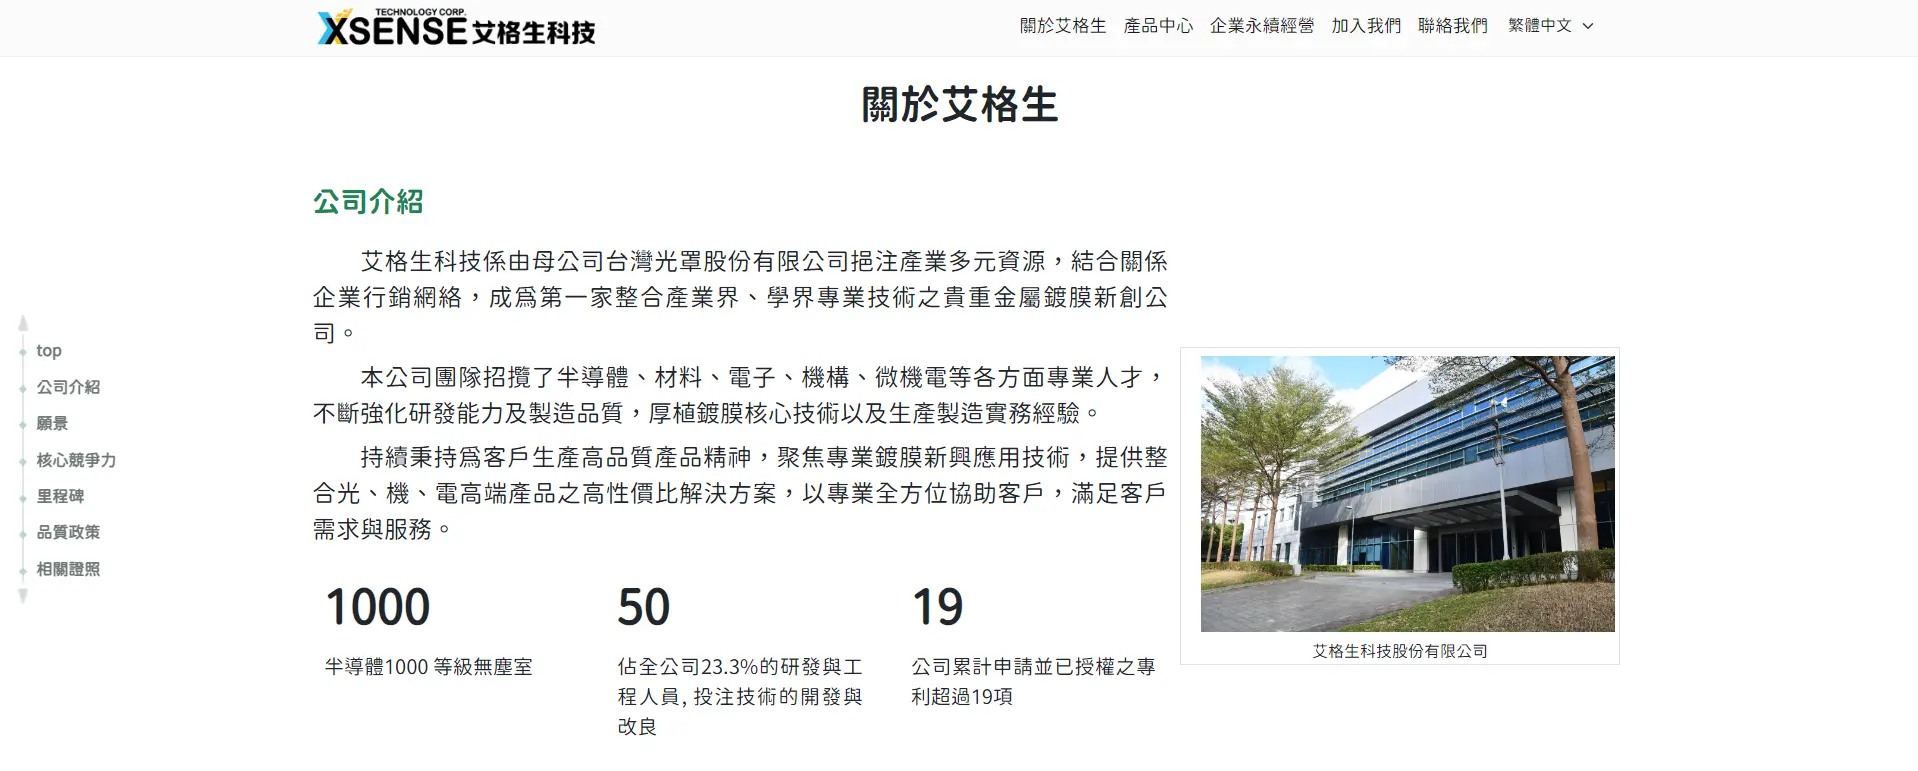 TECHNOLOGY CORP.
XSENSE 艾格生科技
關於艾格生 產品中心 企業永續經營 加入我們 聯絡我們 繁體中文
關於艾格生
公司介紹
艾格生科技係由母公司台灣光罩股份有限公司挹注產業多元資源，結合關係
企業行銷網絡，成為第一家整合產業界、學界專業技術之貴重金屬鍍膜新創公
司。
本公司團隊招攬了半導體、材料、電子、機構、微機電等各方面專業人才，
不斷強化研發能力及製造品質，厚植鍍膜核心技術以及生產製造實務經驗。
持續秉持為客戶生產高品質產品精神，聚焦專業鍍膜新興應用技術，提供整
合光、機、電高端產品之高性價比解決方案，以專業全方位協助客戶，滿足客戶
需求與服務。
1000
半導體1000 等級無塵室
50
佔全公司23.3%的研發與工
程人員, 投注技術的開發與
改良
19
公司累計申請並已授權之專
利超過19項
艾格生科技股份有限公司
top
公司介紹
願景
核心競爭力
里程碑
品質政策
相關證照